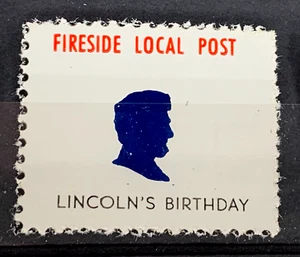 FIRESIDE LOCAL POST
LINCOLN'S BIRTHDAY